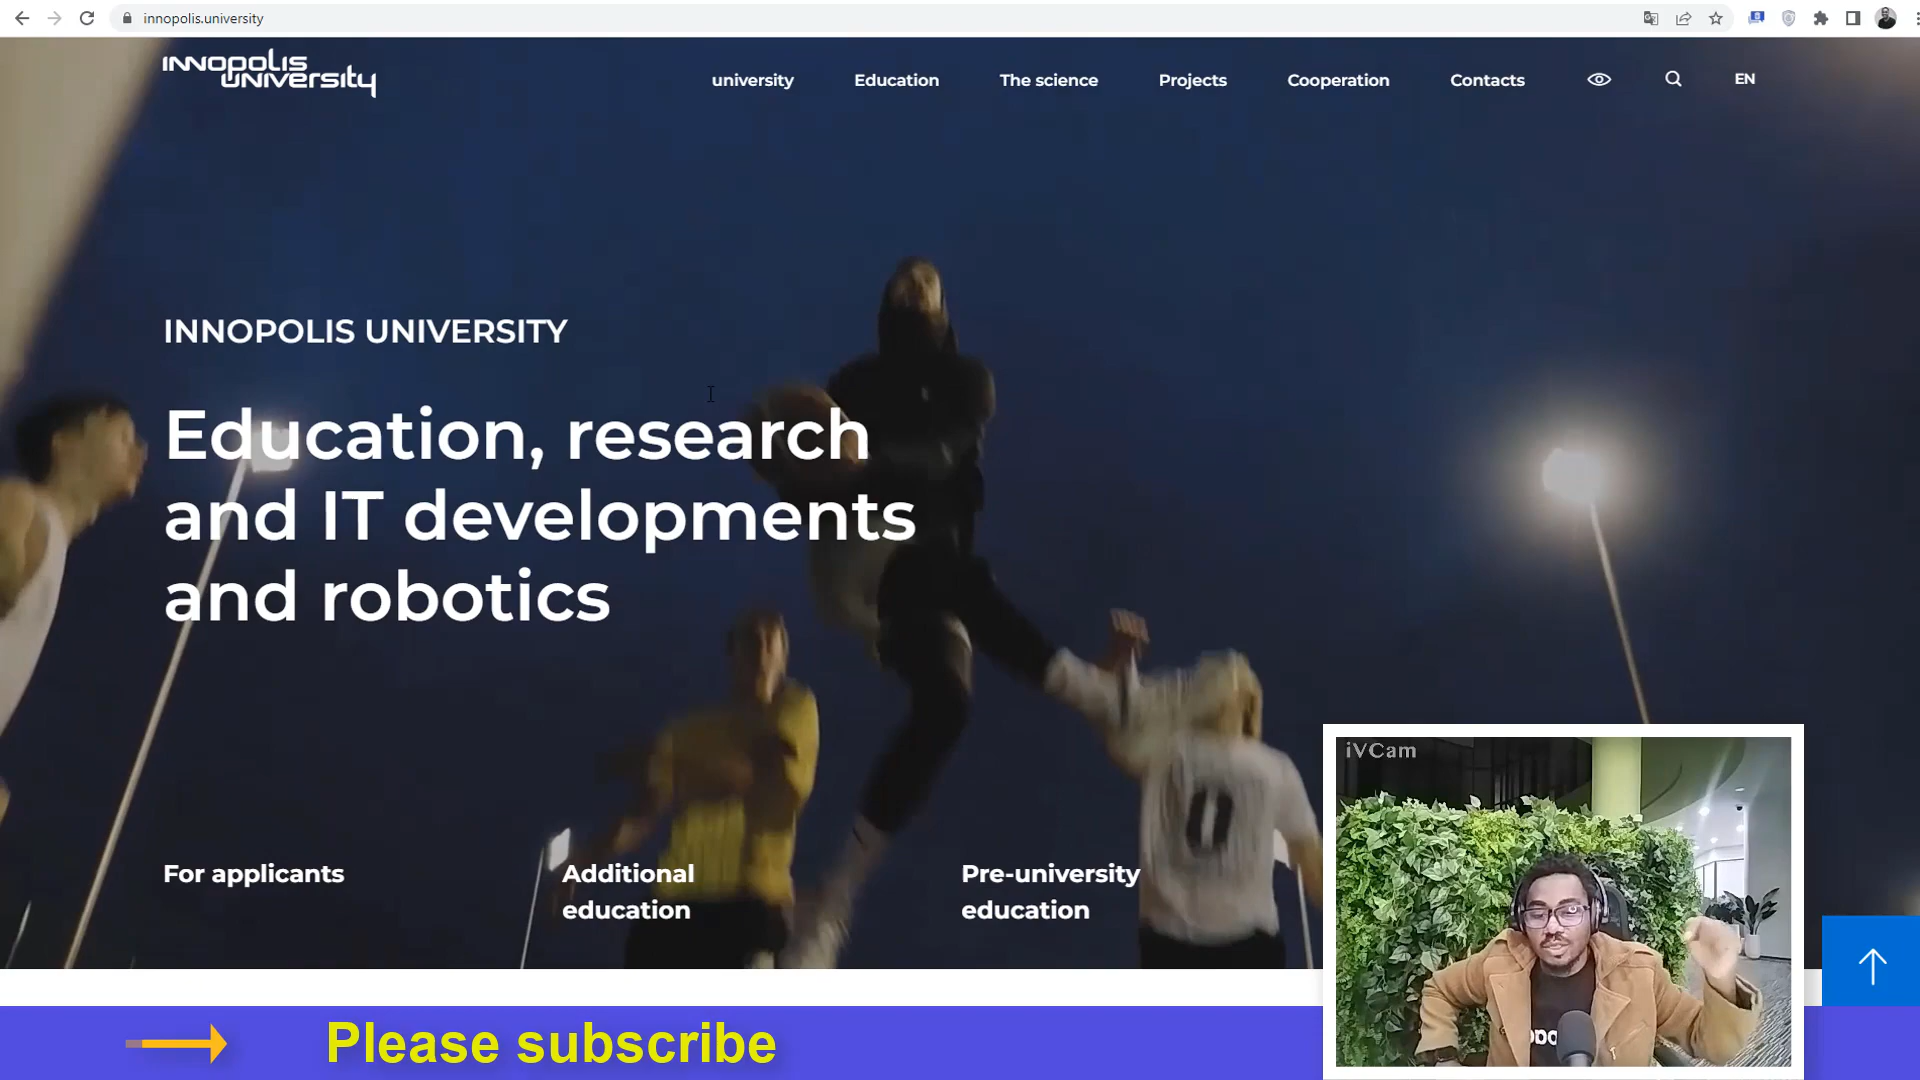 innopolis.university
INNOPOLIS
UNIVERSITY
university
Education
The science
Projects
Cooperation
Contacts
EN
INNOPOLIS UNIVERSITY
Education, research
and IT developments
and robotics
For applicants
Additional
education
Pre-university
education
0
iVCam
Please subscribe